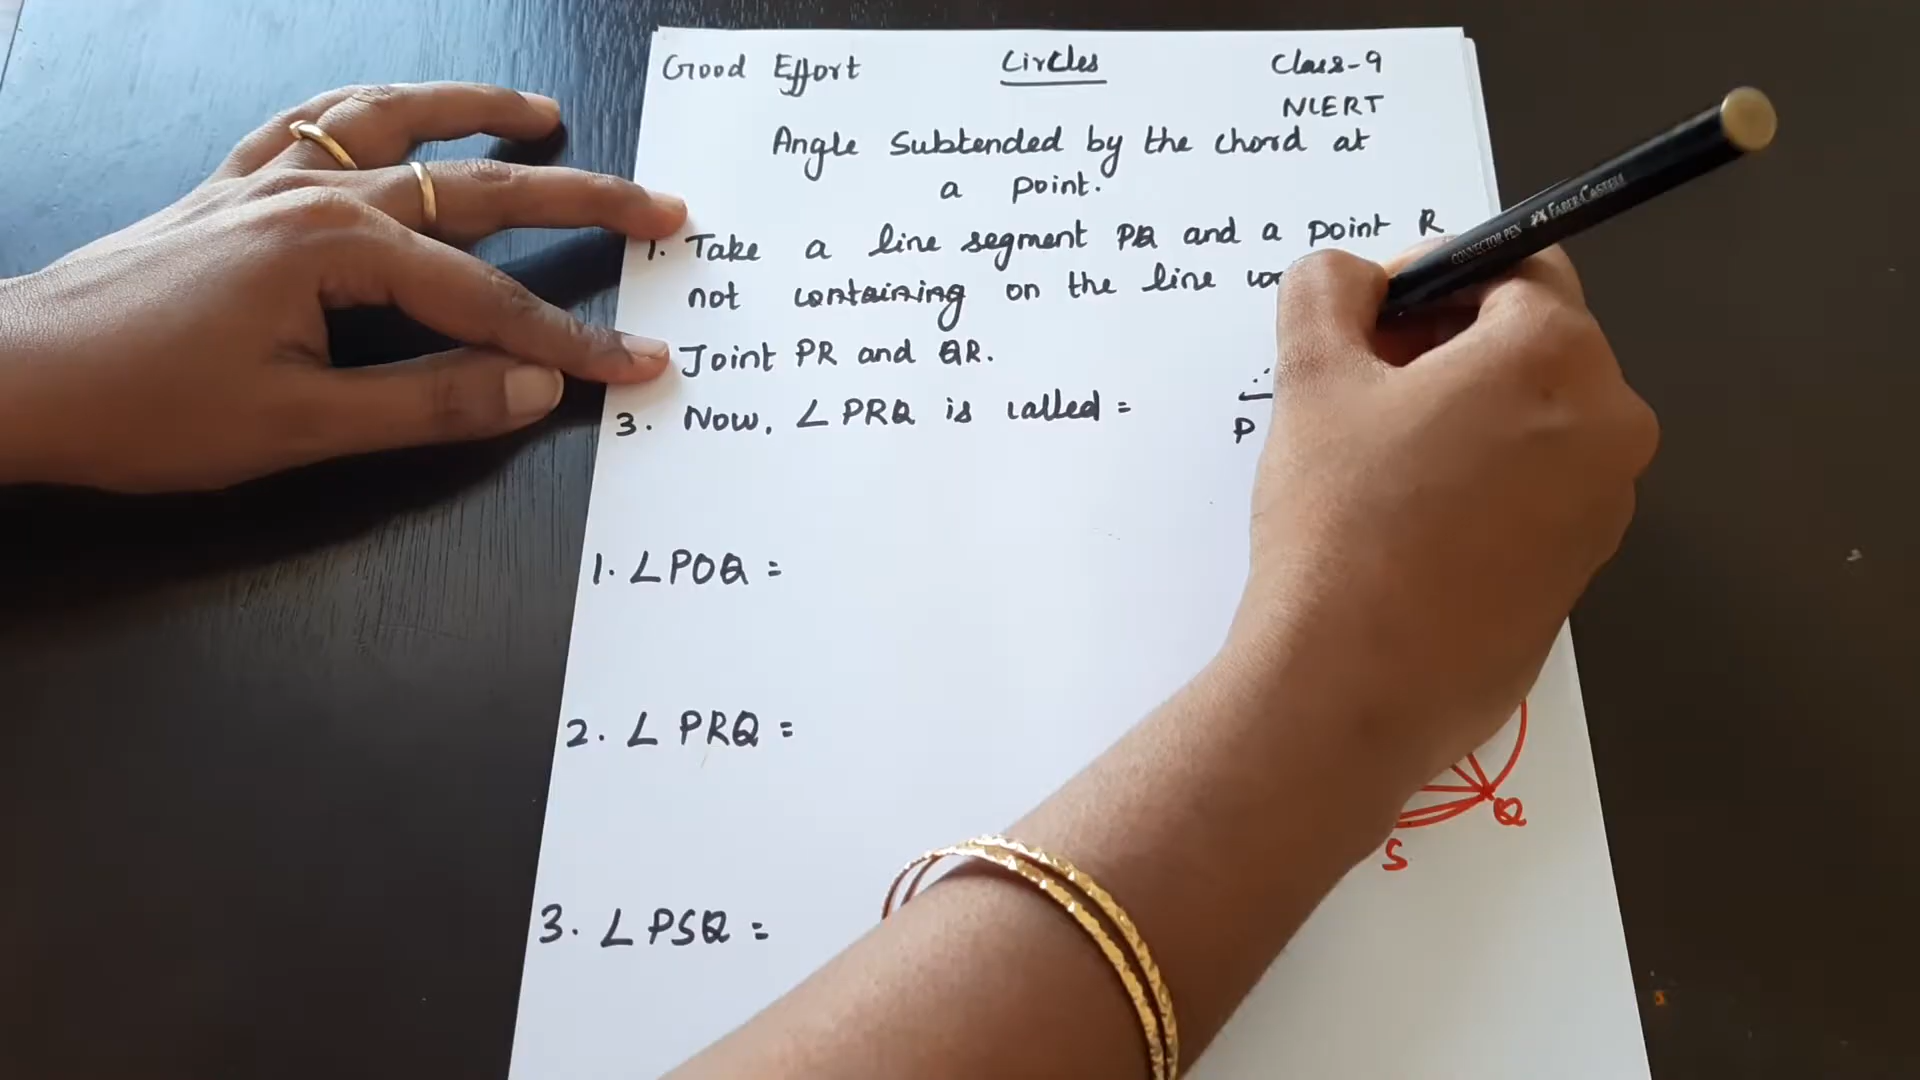 Good Effort Circles Class-9
NCERT
Angle Subtended by the chord at
a point.
1. Take a line segment PQ and a point R
not containing on the line
Joint PR and QR.
3. Now, ∠ PRQ is called =
P
1. ∠POQ =
2. ∠ PRQ =
3. ∠ PSQ =
Q
S
CONNECTOR PEN FABER-CASTELL